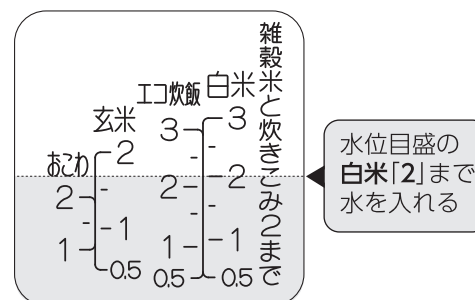 雑穀米と炊きこみ2まで
白米
3
2
1
0.5
エコ炊飯
3
2
1
0.5
玄米
2
1
0.5
おこわ
2
1
水位目盛の
白米「2」まで
水を入れる